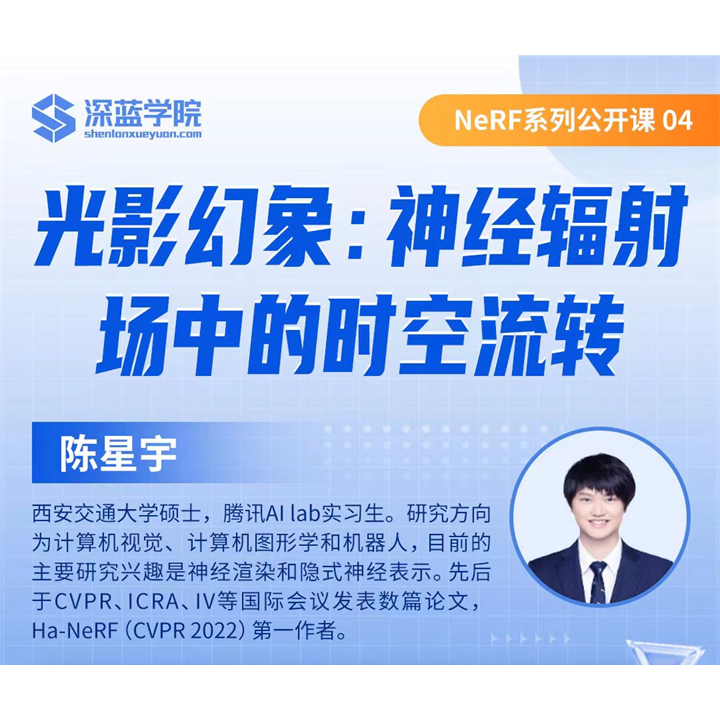 深蓝学院
shenlanxueyuan.com
NeRF系列公开课 04
光影幻象:神经辐射
场中的时空流转
陈星宇
西安交通大学硕士，腾讯AI lab实习生。研究方向
为计算机视觉、计算机图形学和机器人，目前的
主要研究兴趣是神经渲染和隐式神经表示。先后
于CVPR、ICRA、IV等国际会议发表数篇论文，
Ha-NeRF（CVPR 2022）第一作者。